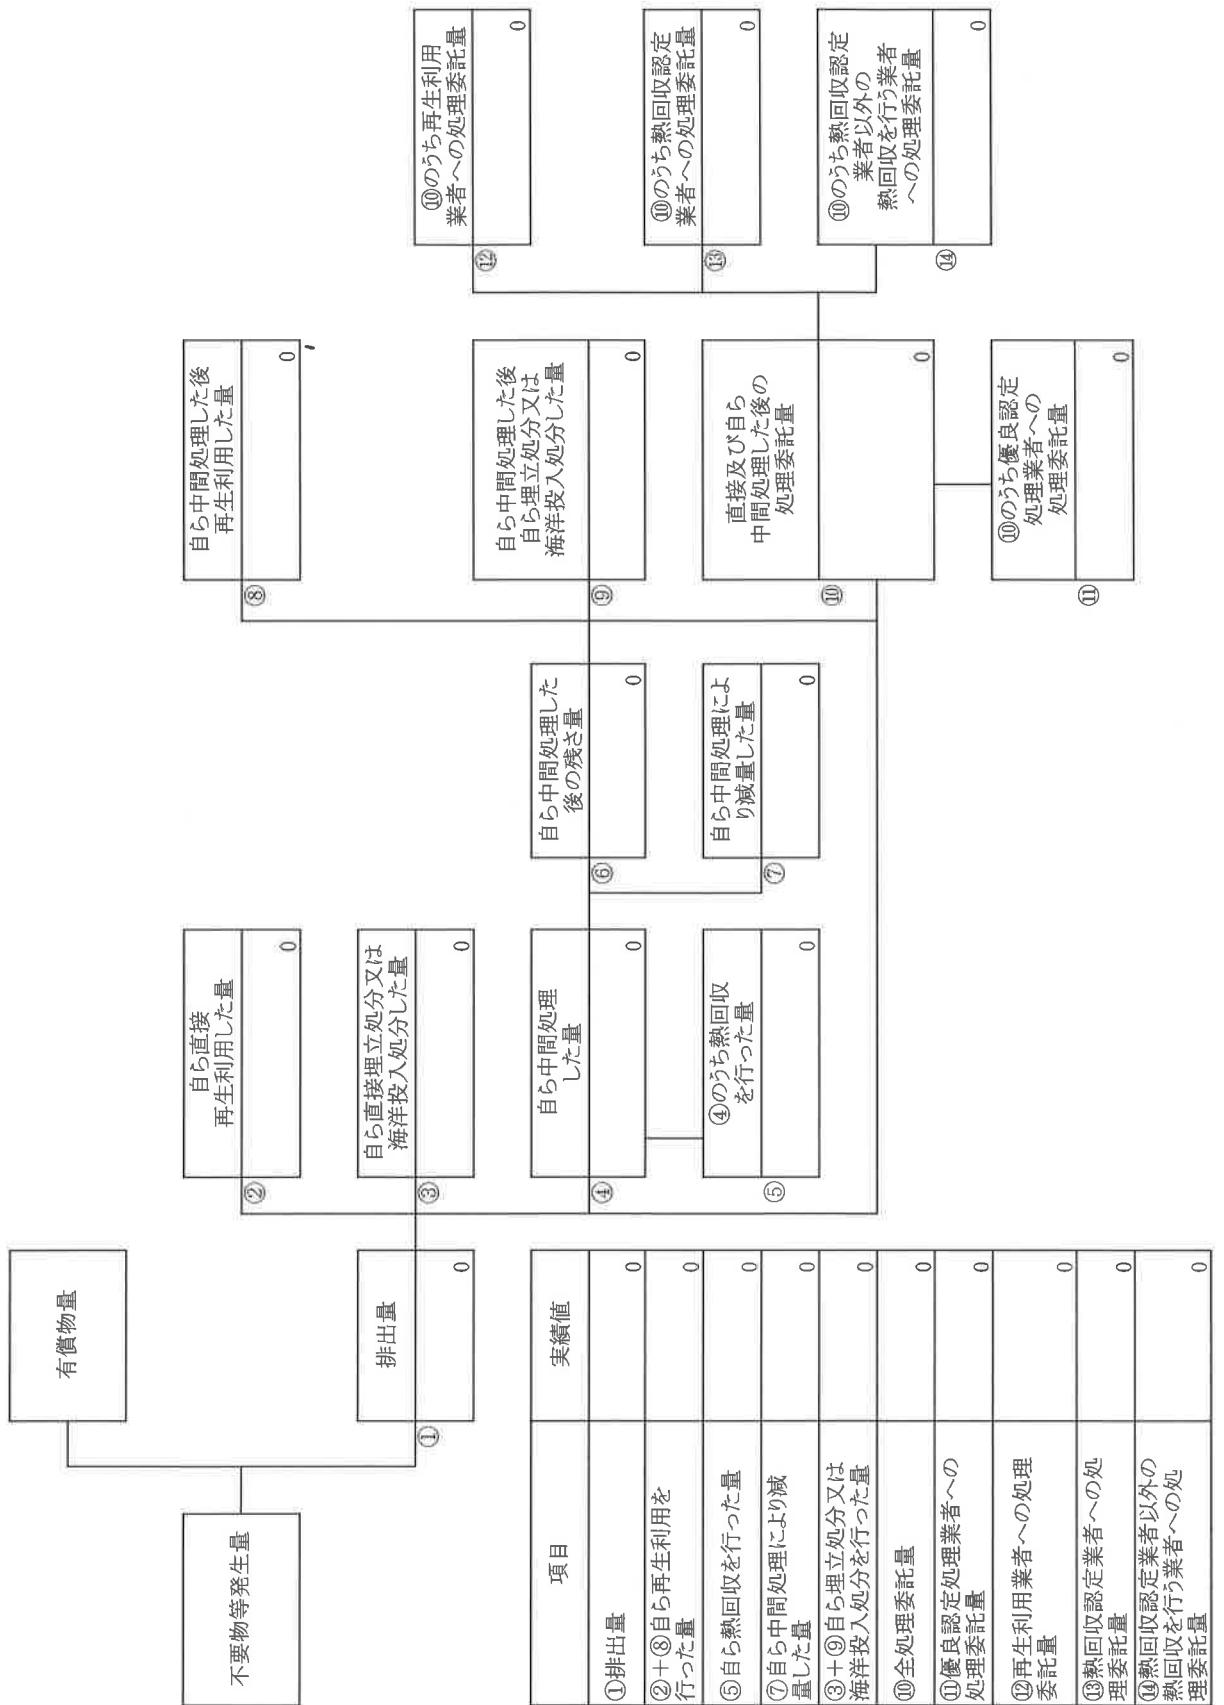 不要物等発生量
有償物量
①
排出量
0
②
自ら直接
再生利用した量
0
③
自ら直接埋立処分又は
海洋投入処分した量
0
④
自ら中間処理
した量
0
⑤
④のうち熱回収
を行った量
0
⑥
自ら中間処理した
後の残さ量
0
⑦
自ら中間処理によ
り減量した量
0
⑧
自ら中間処理した後
再生利用した量
0
⑨
自ら中間処理した後
自ら埋立処分又は
海洋投入処分した量
0
⑩
直接及び自ら
中間処理した後の
処理委託量
0
⑪
⑩のうち優良認定
処理業者への
処理委託量
0
⑫
⑩のうち再生利用
業者への処理委託量
0
⑬
⑩のうち熱回収認定
業者への処理委託量
0
⑭
⑩のうち熱回収認定
業者以外の
熱回収を行う業者
への処理委託量
0
項目 実績値
①排出量 0
②+⑧自ら再生利用を
行った量 0
⑤自ら熱回収を行った量 0
⑦自ら中間処理により減
量した量 0
③+⑨自ら埋立処分又は
海洋投入処分を行った量 0
⑩全処理委託量 0
⑪優良認定処理業者への
処理委託量 0
⑫再生利用業者への処理
委託量 0
⑬熱回収認定業者への処
理委託量 0
⑭熱回収認定業者以外の
熱回収を行う業者への処
理委託量 0